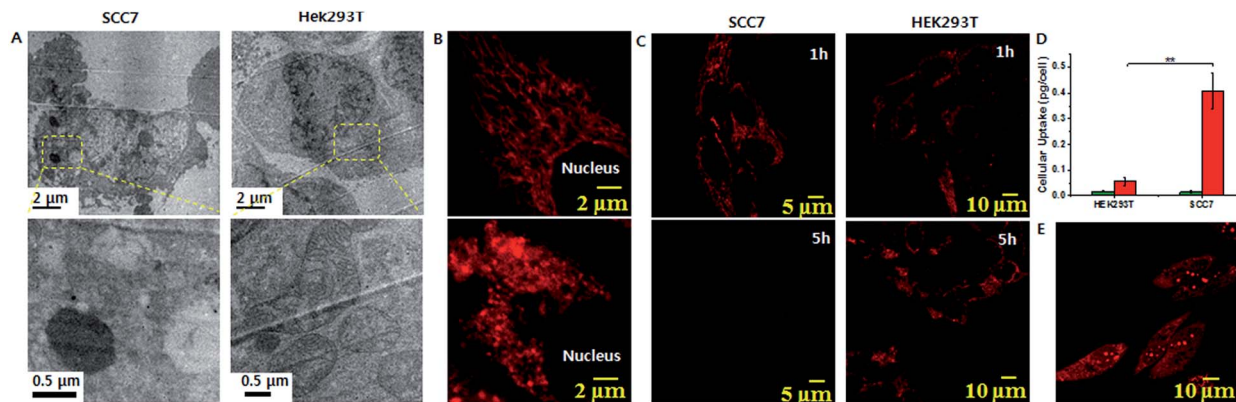 SCC7
Hek293T
A
2 µm
2 µm
0.5 µm
0.5 µm
B
Nucleus
2 µm
Nucleus
2 µm
SCC7
HEK293T
C
1h
5 µm
1h
10 µm
5h
5 µm
5h
10 µm
D
**
Cellular Uptake (pg/cell)
0.5
0.4
0.3
0.2
0.1
0.0
HEK293T
SCC7
E
10 µm